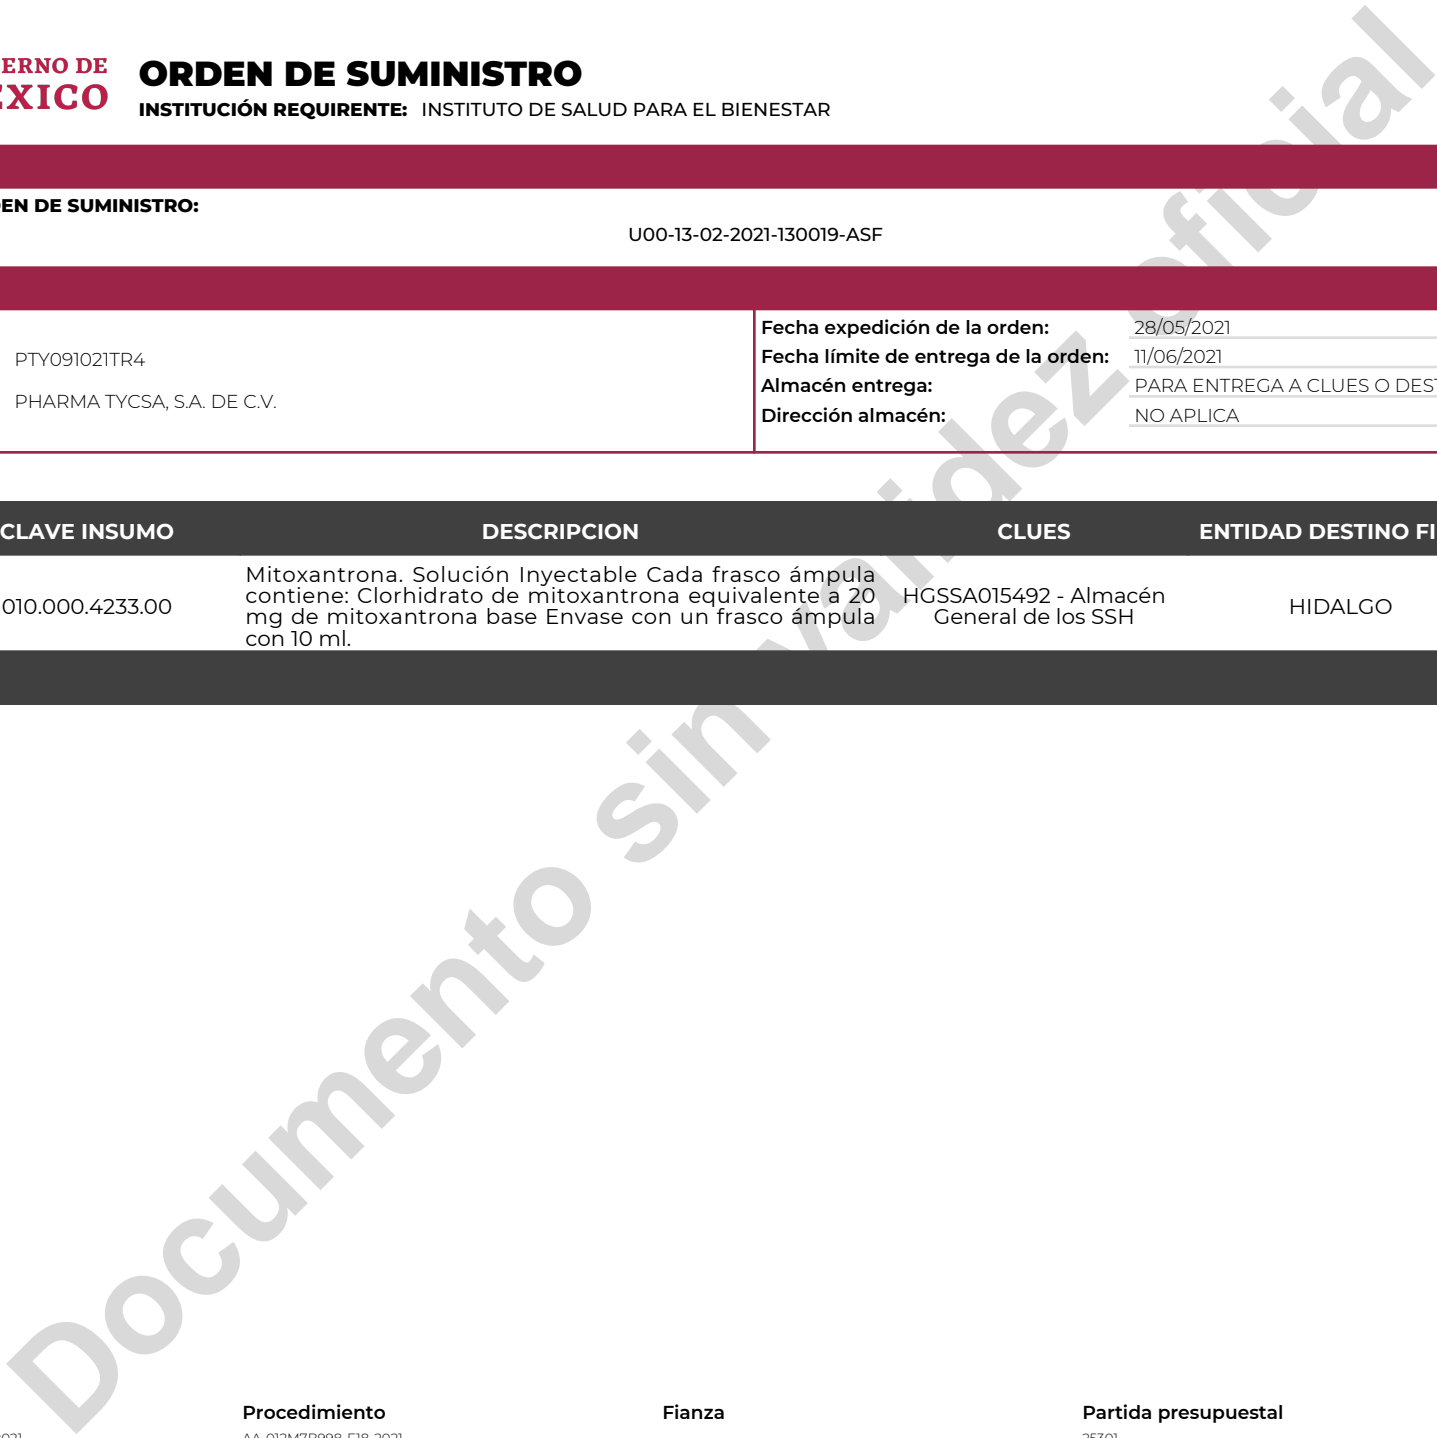 ERNO DE
EXICO
ORDEN DE SUMINISTRO
INSTITUCIÓN REQUIRENTE: INSTITUTO DE SALUD PARA EL BIENESTAR
EN DE SUMINISTRO:
U00-13-02-2021-130019-ASF
PTY091021TR4
PHARMA TYCSA, S.A. DE C.V.
Fecha expedición de la orden: 28/05/2021
Fecha límite de entrega de la orden: 11/06/2021
Almacén entrega: PARA ENTREGA A CLUES O DEST
Dirección almacén: NO APLICA
CLAVE INSUMO DESCRIPCION CLUES ENTIDAD DESTINO FI
010.000.4233.00
Mitoxantrona. Solución Inyectable Cada frasco ámpula
contiene: Clorhidrato de mitoxantrona equivalente a 20
mg de mitoxantrona base Envase con un frasco ámpula
con 10 ml.
HGSSA015492 - Almacén
General de los SSH
HIDALGO
Documento sin validez oficial
Procedimiento Fianza Partida presupuestal